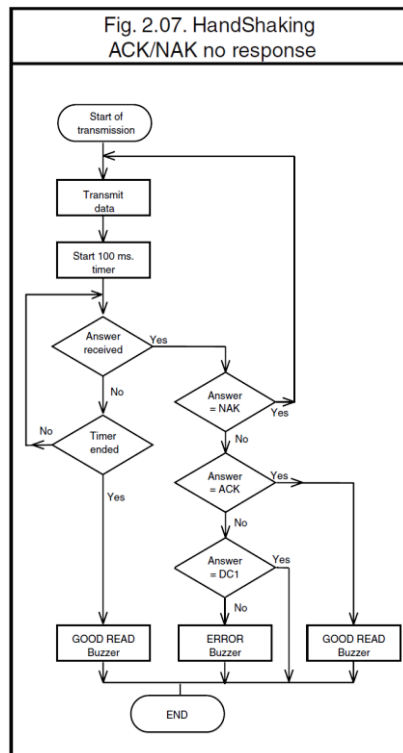 Fig. 2.07. HandShaking
ACK/NAK no response
Start of
transmission
Transmit
data
Start 100 ms.
timer
Answer
received
Yes
No
Answer
= NAK
Yes
No
Timer
ended
No
Yes
Answer
= ACK
Yes
No
Answer
= DC1
Yes
No
GOOD READ
Buzzer
ERROR
Buzzer
GOOD READ
Buzzer
END